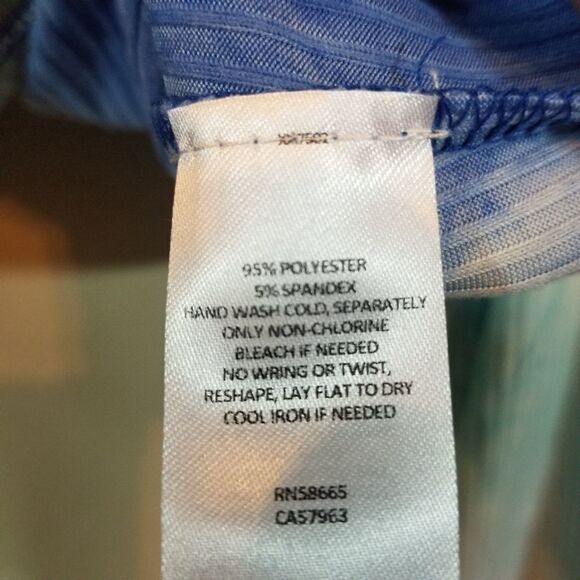 95% POLYESTER
5% SPANDEX
HAND WASH COLD, SEPARATELY
ONLY NON-CHLORINE
BLEACH IF NEEDED
NO WRING OR TWIST,
RESHAPE, LAY FLAT TO DRY
COOL IRON IF NEEDED
RN58665
CA57963